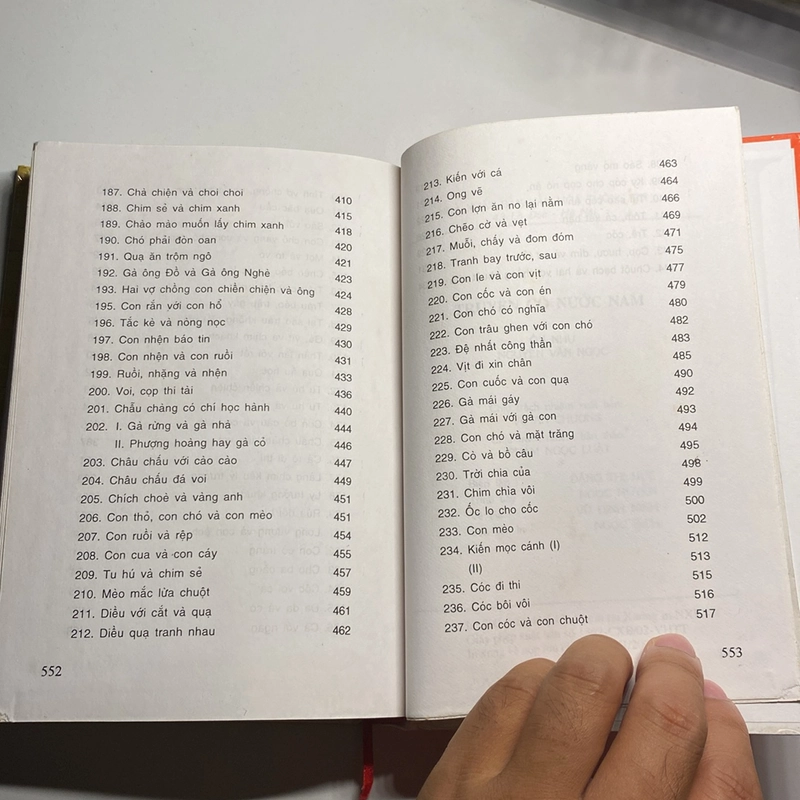 187. Chả chiện và choi choi 410
188. Chim sẻ và chim xanh 415
189. Chào mào muốn lấy chim xanh 418
190. Chó phải đòn oan 420
191. Quạ ăn trộm ngô 421
192. Gà ông Đồ và Gà ông Nghè 423
193. Hai vợ chồng con chiền chiện và ông 424
195. Con rắn với con hổ 428
196. Tắc kè và nòng nọc 429
197. Con nhện báo tin 430
198. Con nhện và con ruồi 431
199. Ruồi, nhặng và nhện 433
200. Voi, cọp thi tài 436
201. Chẫu chàng có chí học hành 440
202. I. Gà rừng và gà nhà 444
II. Phượng hoàng hay gà cỏ 446
203. Châu chấu với cào cào 447
204. Châu chấu đá voi 449
205. Chích choè và vàng anh 451
206. Con thỏ, con chó và con mèo 451
207. Con ruồi và rệp 454
208. Con cua và con cáy 455
209. Tu hú và chim sẻ 457
210. Mèo mắc lừa chuột 459
211. Diều với cắt và quạ 461
212. Diều quạ tranh nhau 462
552
213. Kiến với cá 463
214. Ong vẽ 464
215. Con lợn ăn no lại nằm 466
216. Chẽo cờ và vẹt 469
217. Muỗi, chấy và đom đóm 471
218. Tranh bay trước, sau 475
219. Con le và con vịt 477
220. Con cốc và con én 479
221. Con chó có nghĩa 480
222. Con trâu ghen với con chó 482
223. Đệ nhất công thần 483
224. Vịt đi xin chân 485
225. Con cuốc và con quạ 490
226. Gà mái gáy 492
227. Gà mái với gà con 493
228. Con chó và mặt trăng 494
229. Cò và bồ câu 495
230. Trời chia của 498
231. Chim chìa vôi 499
232. Ốc lo cho cốc 500
233. Con mèo 502
234. Kiến mọc cánh (I) 512
(II) 513
235. Cóc đi thi 515
236. Cóc bôi vôi 516
237. Con cóc và con chuột 517
553